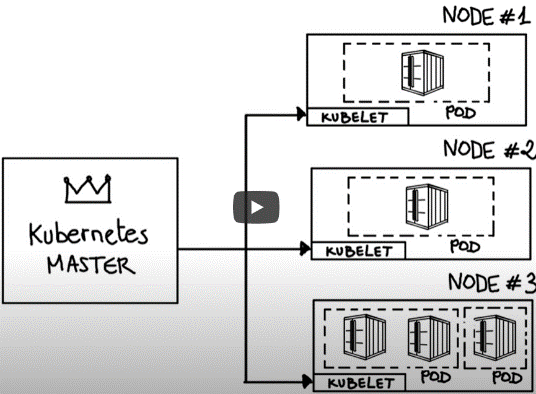 NODE #1
KUBELET
POD
NODE #2
Kubernetes
MASTER
KUBELET
POD
NODE #3
KUBELET
POD
POD